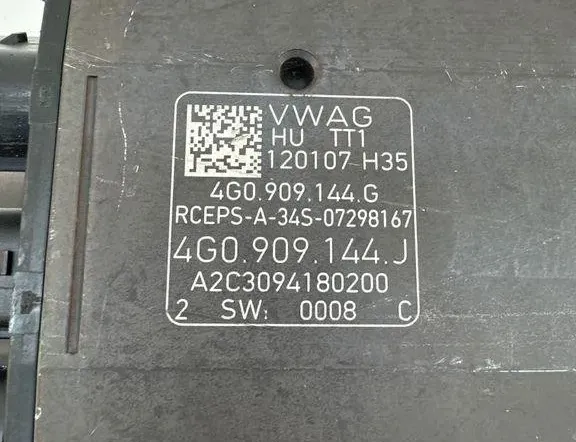 VWAG
HU TT1
120107 H35
4G0.909.144.G
RCEPS-A-34S-07298167
4G0.909.144.J
A2C3094180200
2 SW: 0008 C